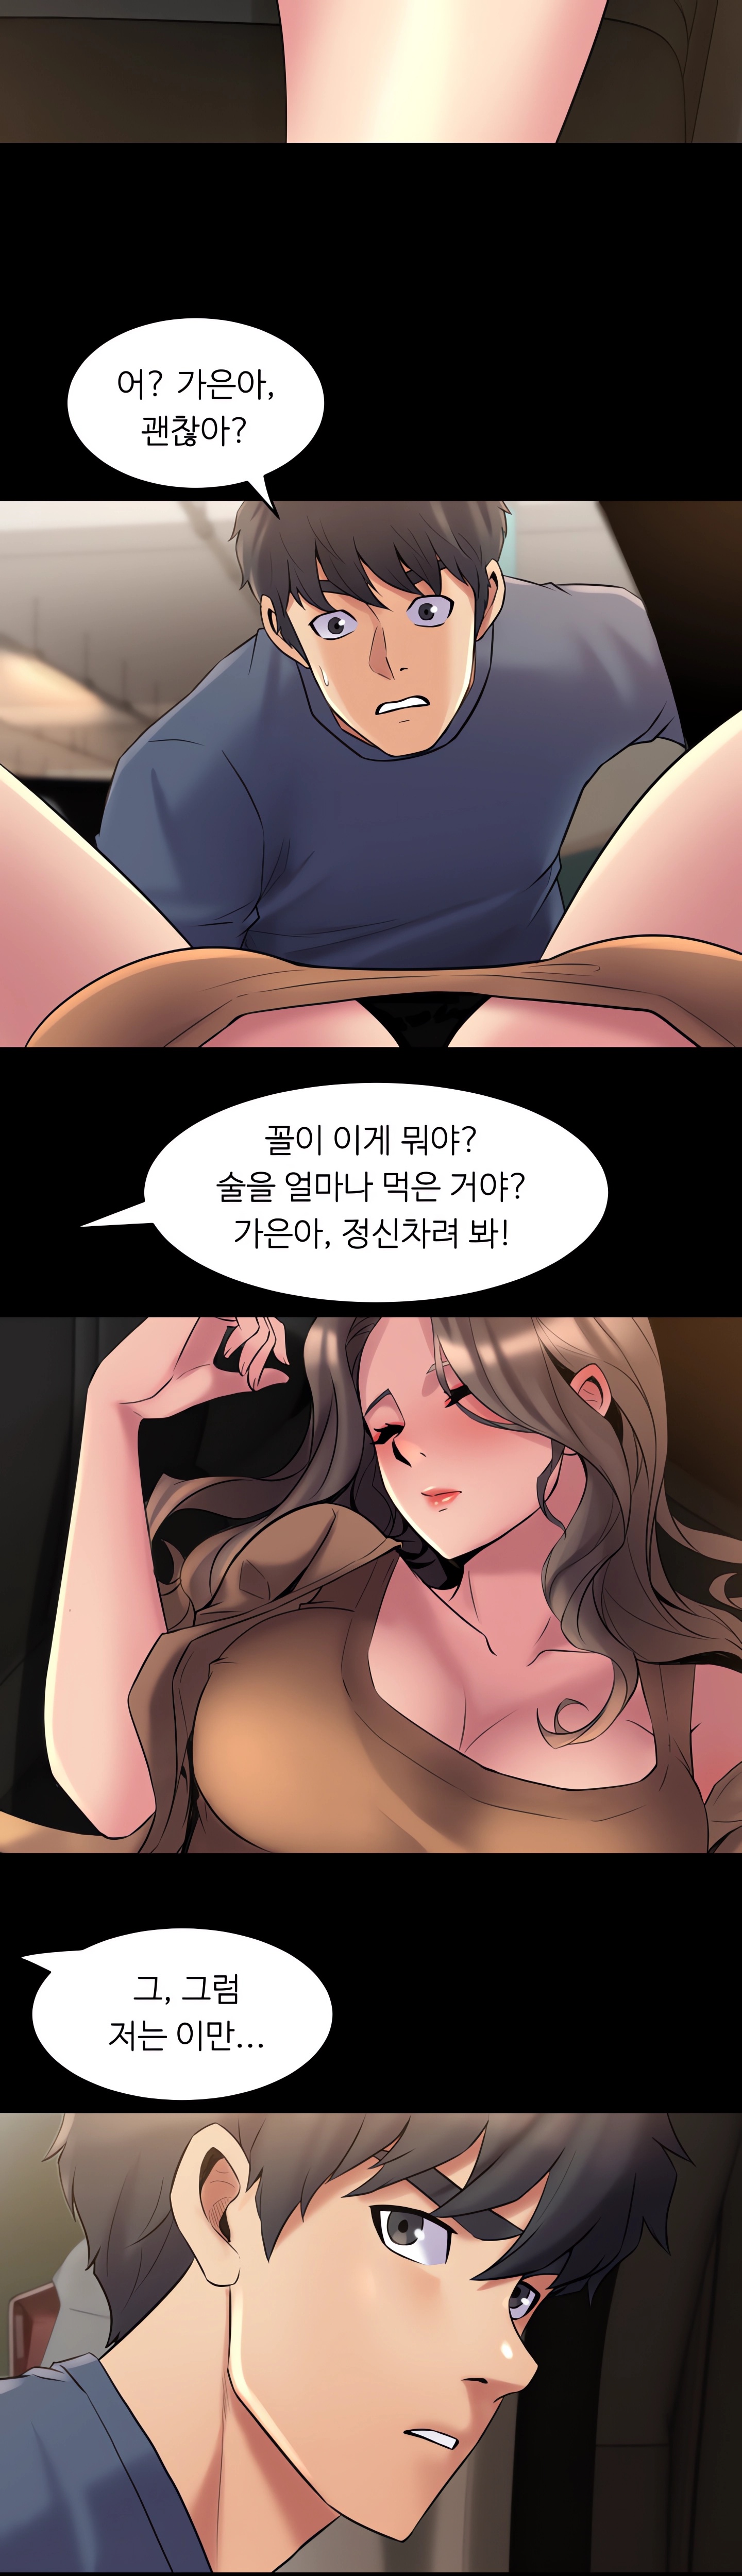 어? 가은아,
괜찮아?
꼴이 이게 뭐야?
술을 얼마나 먹은 거야?
가은아, 정신차려 봐!
그, 그럼
저는 이만...